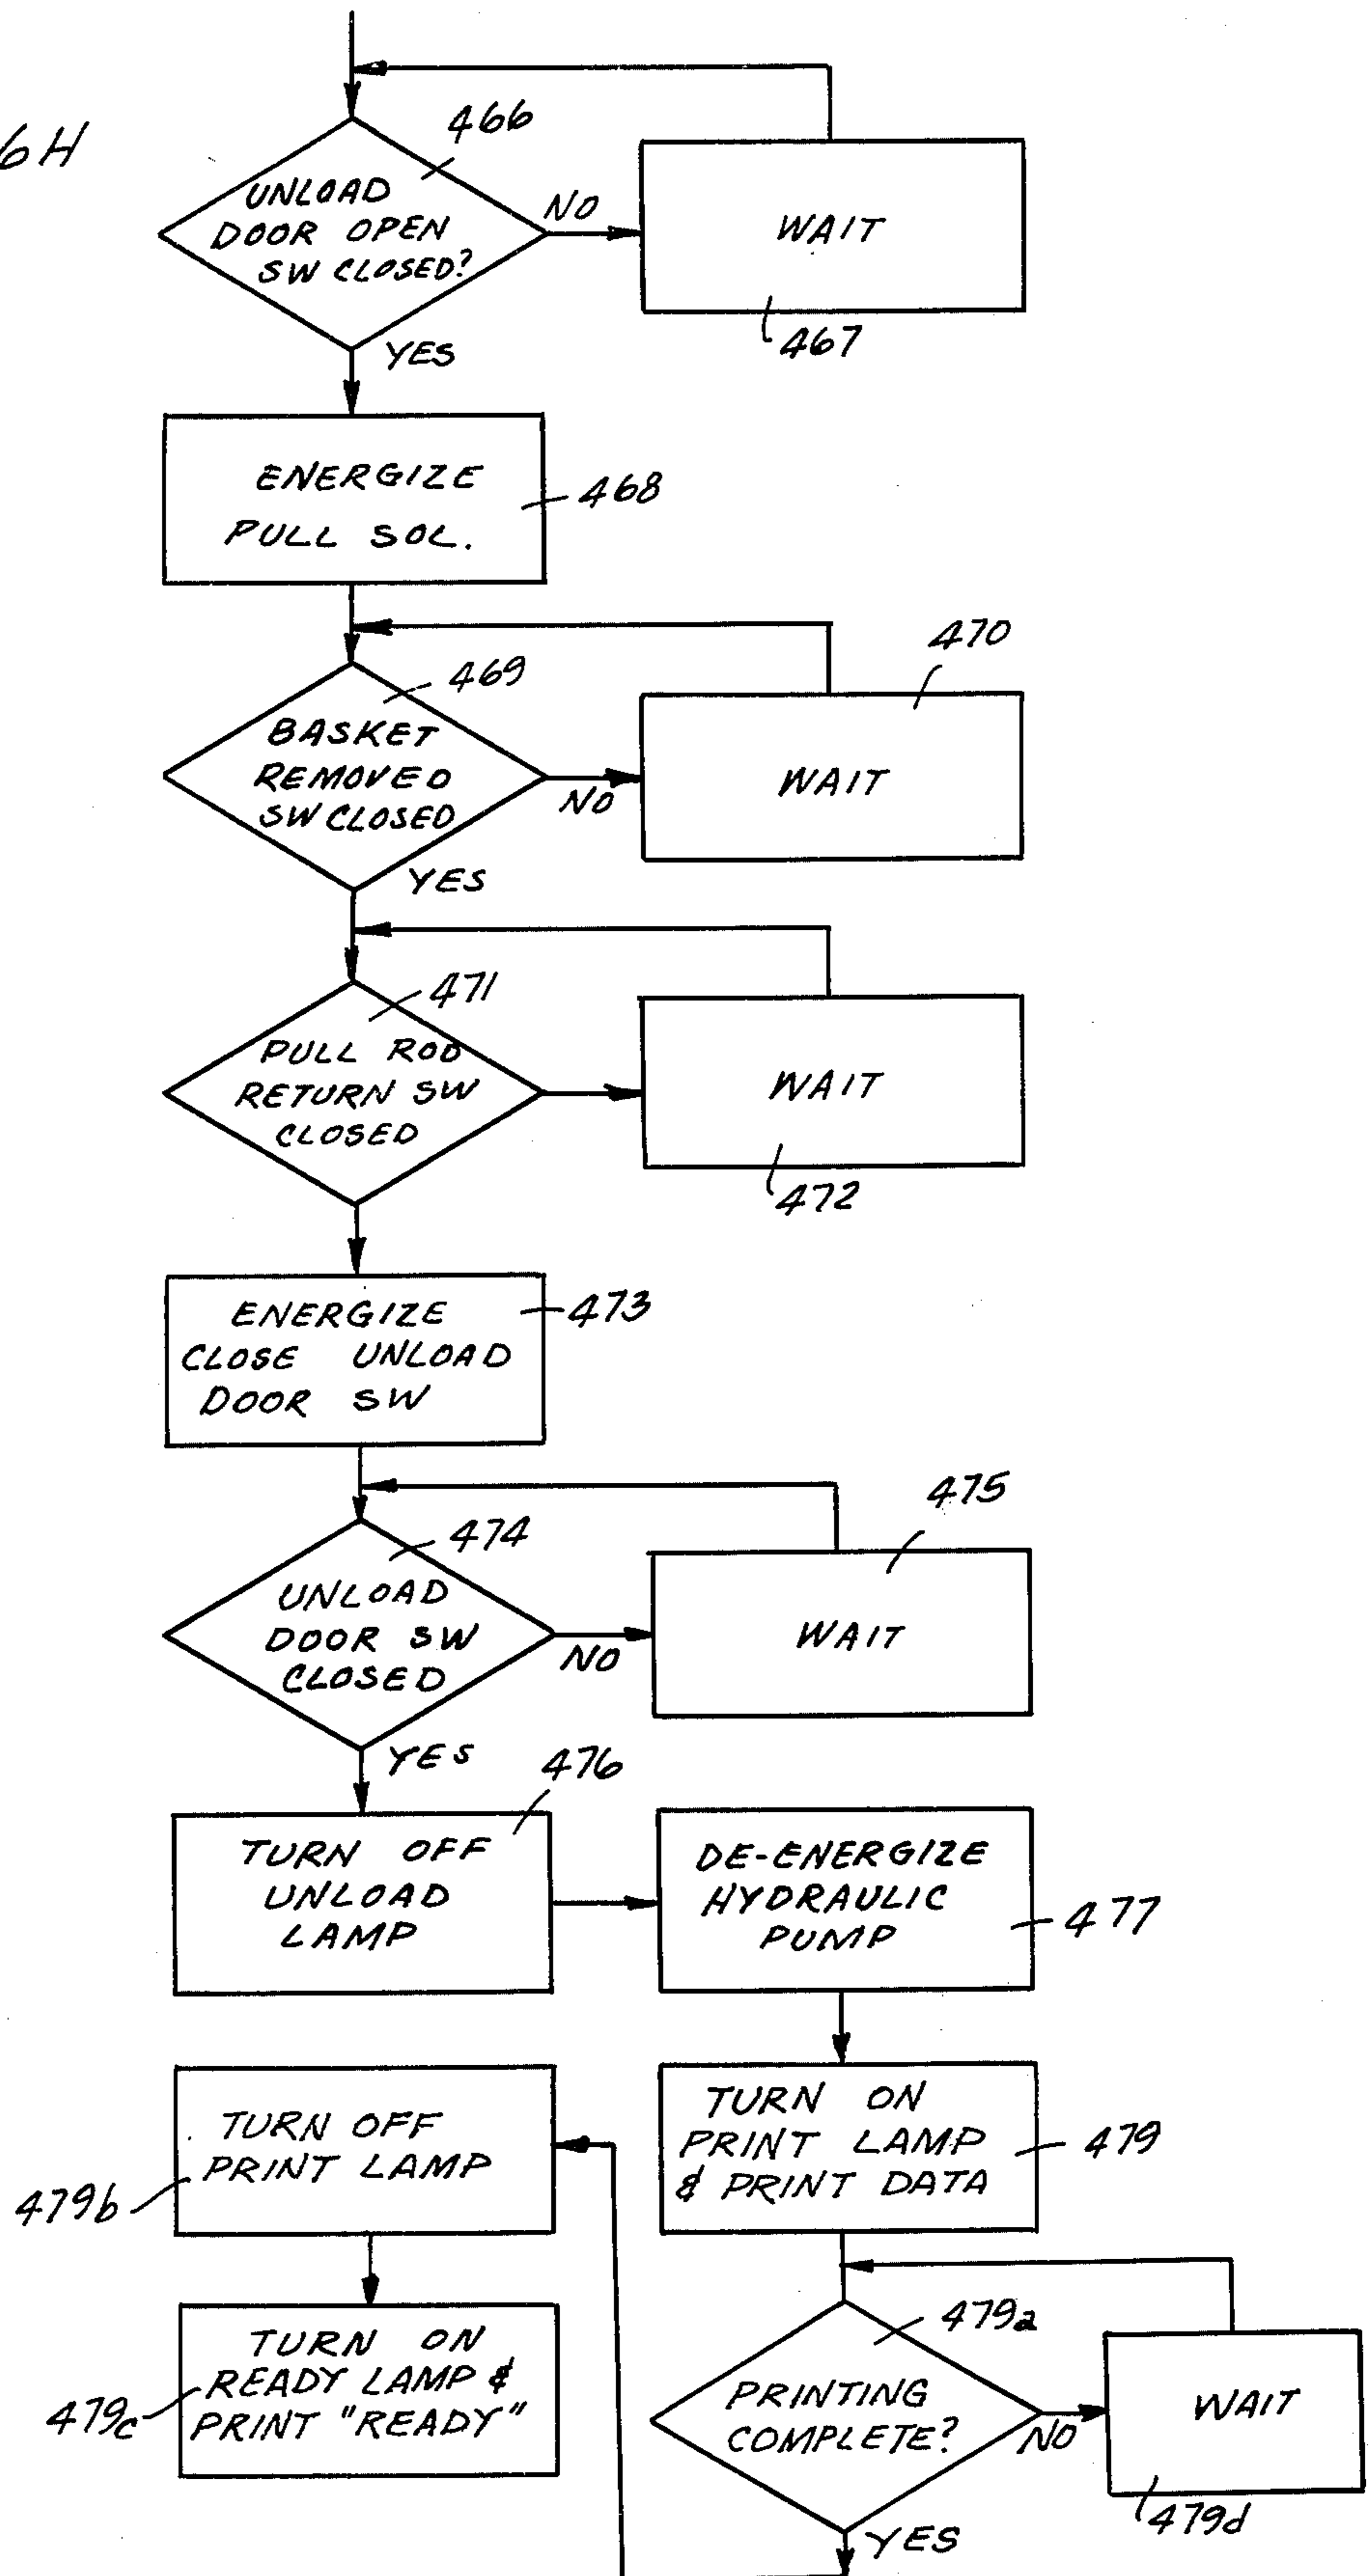 6H
466
UNLOAD
DOOR OPEN
SW CLOSED?
NO
WAIT
467
YES
ENERGIZE
PULL SOL.
468
469
BASKET
REMOVED
SW CLOSED
NO
470
WAIT
YES
471
PULL ROD
RETURN SW
CLOSED
WAIT
472
ENERGIZE
CLOSE UNLOAD
DOOR SW
473
474
UNLOAD
DOOR SW
CLOSED
NO
475
WAIT
YES
476
TURN OFF
UNLOAD
LAMP
DE-ENERGIZE
HYDRAULIC
PUMP
477
TURN ON
PRINT LAMP
& PRINT DATA
479
TURN OFF
PRINT LAMP
479b
479a
PRINTING
COMPLETE?
NO
WAIT
479d
YES
TURN ON
READY LAMP &
PRINT "READY"
479c